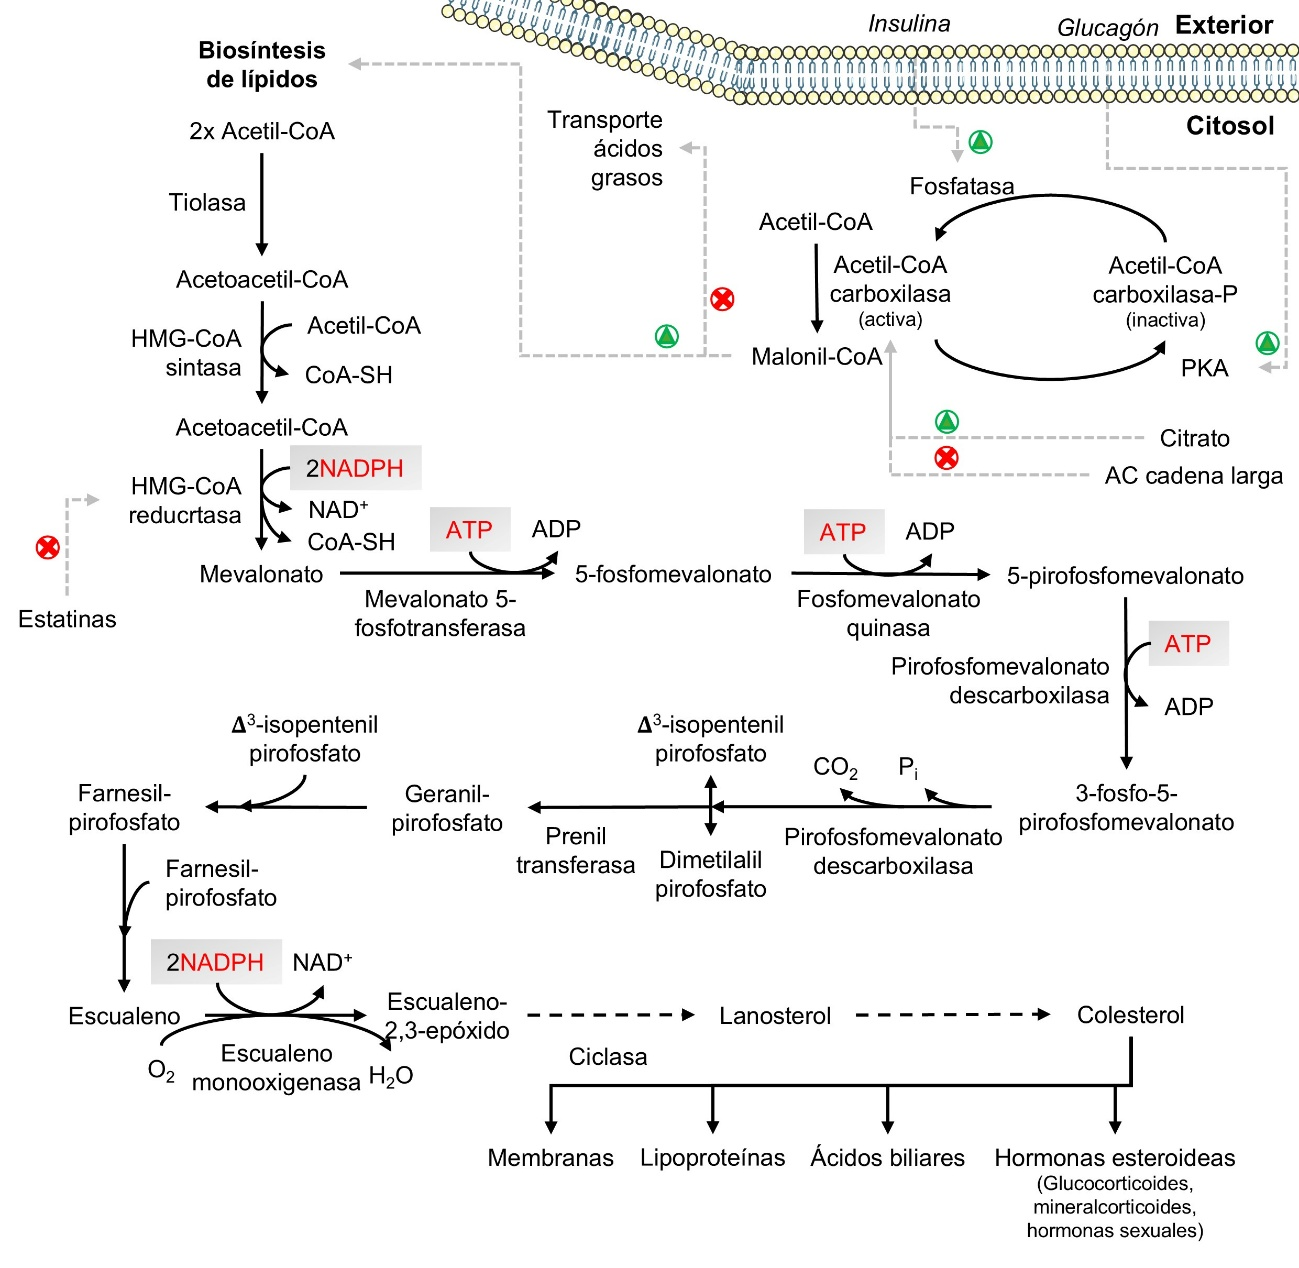 Insulina
Glucagón
Exterior
Citosol
Biosíntesis
de lípidos
2x Acetil-CoA
Tiolasa
Acetoacetil-CoA
HMG-CoA
sintasa
Acetil-CoA
CoA-SH
Acetoacetil-CoA
2NADPH
HMG-CoA
reducrtasa
NAD+
CoA-SH
Estatinas
Transporte
ácidos
grasos
Fosfatasa
Acetil-CoA
Acetil-CoA
carboxilasa
(activa)
Acetil-CoA
carboxilasa-P
(inactiva)
Malonil-CoA
PKA
Citrato
AC cadena larga
Mevalonato
ATP
ADP
Mevalonato 5-
fosfotransferasa
5-fosfomevalonato
ATP
ADP
Fosfomevalonato
quinasa
5-pirofosfomevalonato
Pirofosfomevalonato
descarboxilasa
ATP
ADP
3-fosfo-5-
pirofosfomevalonato
Pi
CO2
Pirofosfomevalonato
descarboxilasa
Δ3-isopentenil
pirofosfato
Dimetilalil
pirofosfato
Prenil
transferasa
Geranil-
pirofosfato
Δ3-isopentenil
pirofosfato
Farnesil-
pirofosfato
Farnesil-
pirofosfato
Escualeno
2NADPH
NAD+
O2
Escualeno
monooxigenasa
H2O
Escualeno-
2,3-epóxido
Ciclasa
Lanosterol
Colesterol
Membranas
Lipoproteínas
Ácidos biliares
Hormonas esteroideas
(Glucocorticoides,
mineralcorticoides,
hormonas sexuales)